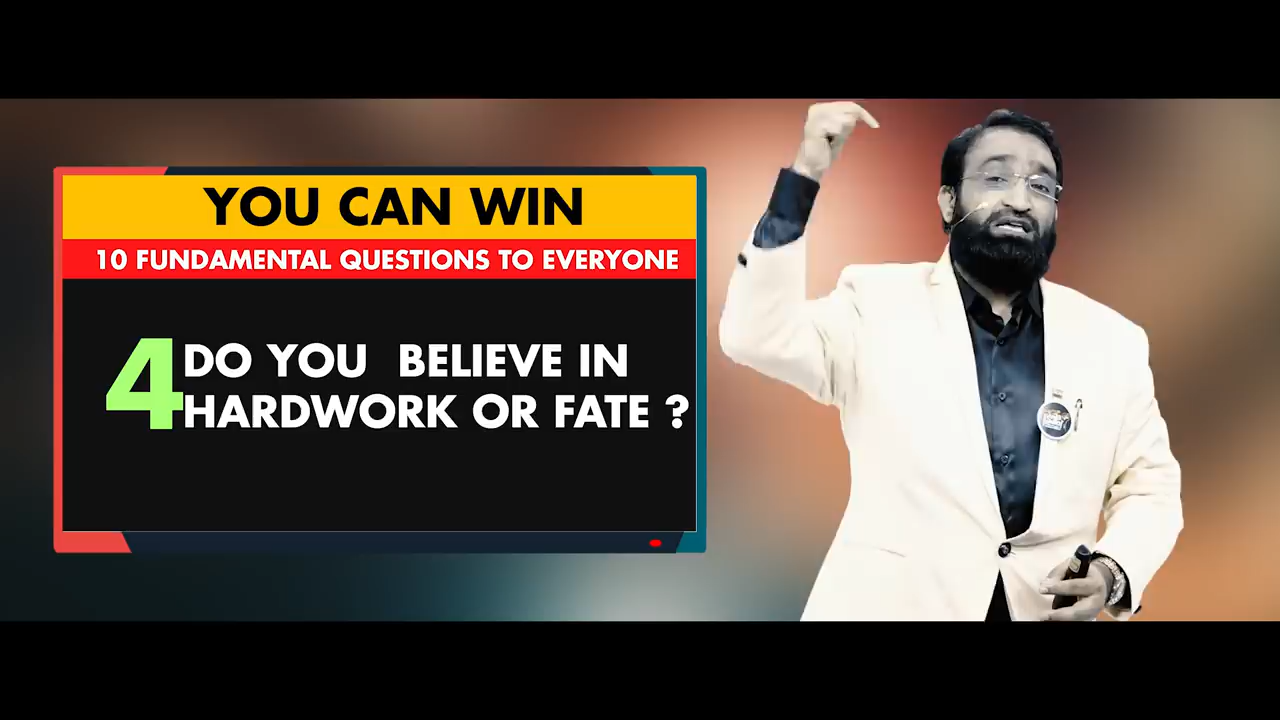 YOU CAN WIN
10 FUNDAMENTAL QUESTIONS TO EVERYONE
4
DO YOU BELIEVE IN
HARDWORK OR FATE ?